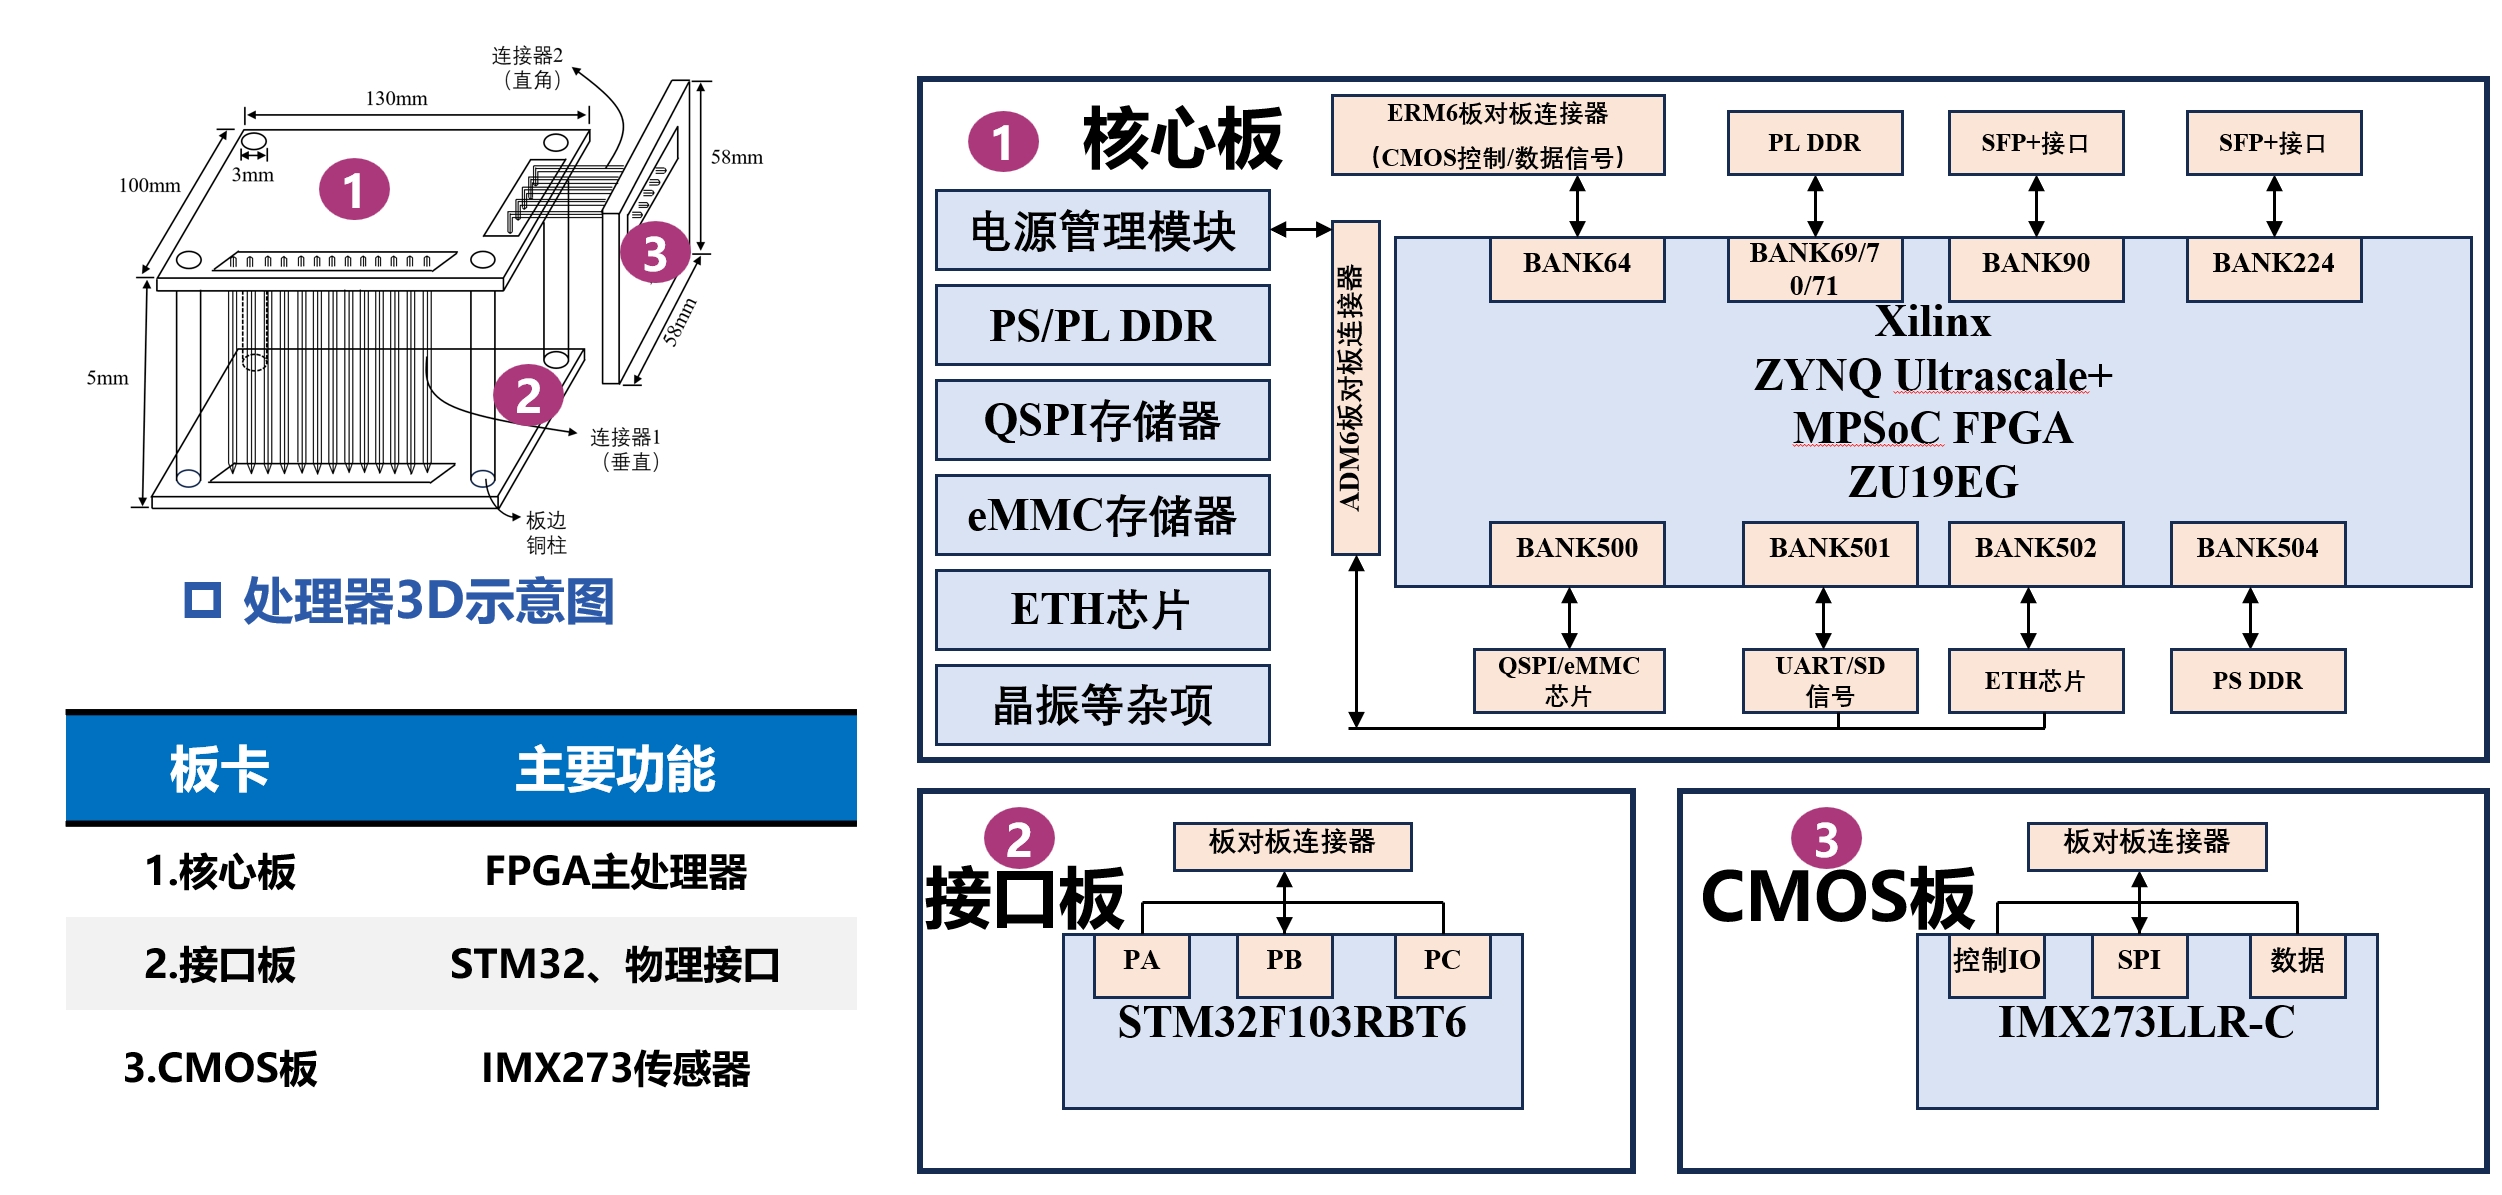 连接器2
（直角）
130mm
58mm
100mm
3mm
1
3
58mm
5mm
2
连接器1
（垂直）
板边
铜柱
处理器3D示意图
板卡
主要功能
1.核心板
FPGA主处理器
2.接口板
STM32、物理接口
3.CMOS板
IMX273传感器
1
核心板
电源管理模块
PS/PL DDR
QSPI存储器
eMMC存储器
ETH芯片
晶振等杂项
ADM6板对板连接器
ERM6板对板连接器
（CMOS控制/数据信号）
PL DDR
SFP+接口
SFP+接口
BANK64
BANK69/7
0/71
BANK90
BANK224
Xilinx
ZYNQ Ultrascale+
MPSoC FPGA
ZU19EG
BANK500
BANK501
BANK502
BANK504
QSPI/eMMC
芯片
UART/SD
信号
ETH芯片
PS DDR
2
接口板
板对板连接器
PA
PB
PC
STM32F103RBT6
3
CMOS板
板对板连接器
控制IO
SPI
数据
IMX273LLR-C